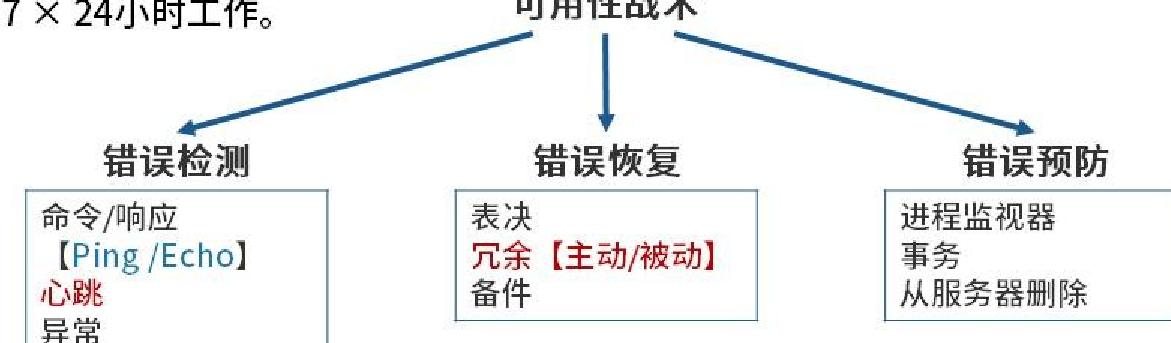 7 × 24小时工作。
可用性战术
错误检测
命令/响应
【Ping /Echo】
心跳
异常
错误恢复
表决
冗余【主动/被动】
备件
错误预防
进程监视器
事务
从服务器删除